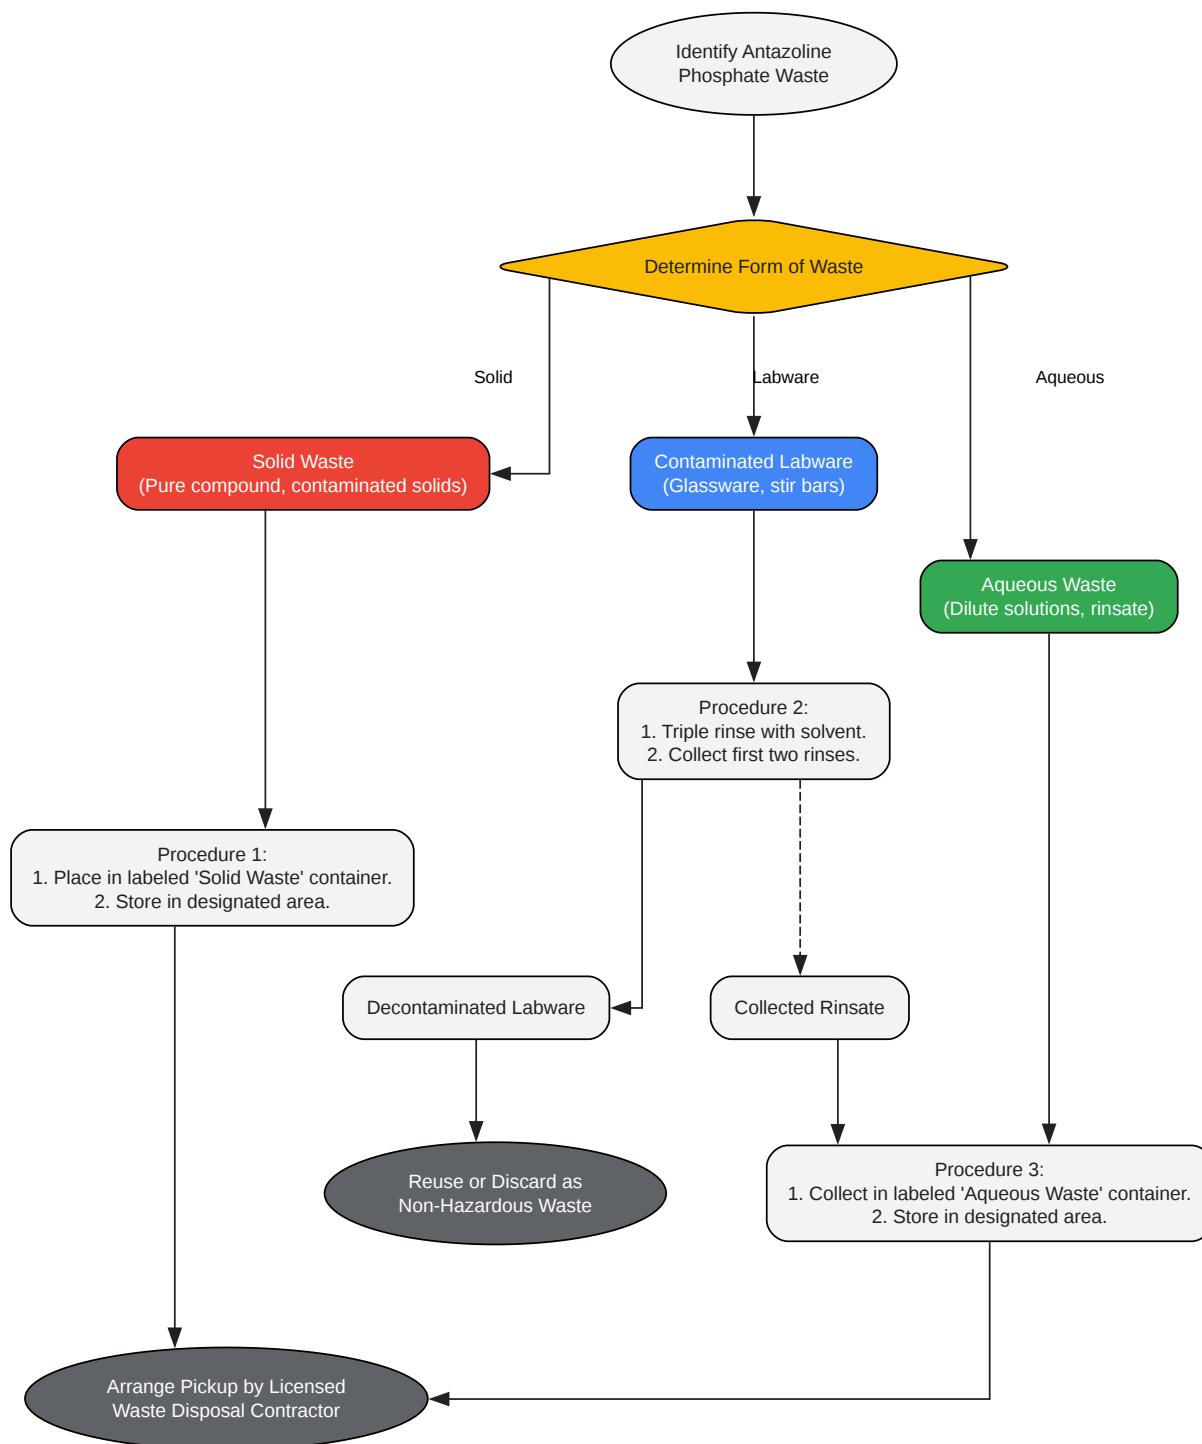 Identify Antazoline
Phosphate Waste
Determine Form of Waste
Solid
Labware
Aqueous
Solid Waste
(Pure compound, contaminated solids)
Contaminated Labware
(Glassware, stir bars)
Aqueous Waste
(Dilute solutions, rinsate)
Procedure 2:
1. Triple rinse with solvent.
2. Collect first two rinses.
Procedure 1:
1. Place in labeled 'Solid Waste' container.
2. Store in designated area.
Decontaminated Labware
Collected Rinsate
Reuse or Discard as
Non-Hazardous Waste
Procedure 3:
1. Collect in labeled 'Aqueous Waste' container.
2. Store in designated area.
Arrange Pickup by Licensed
Waste Disposal Contractor